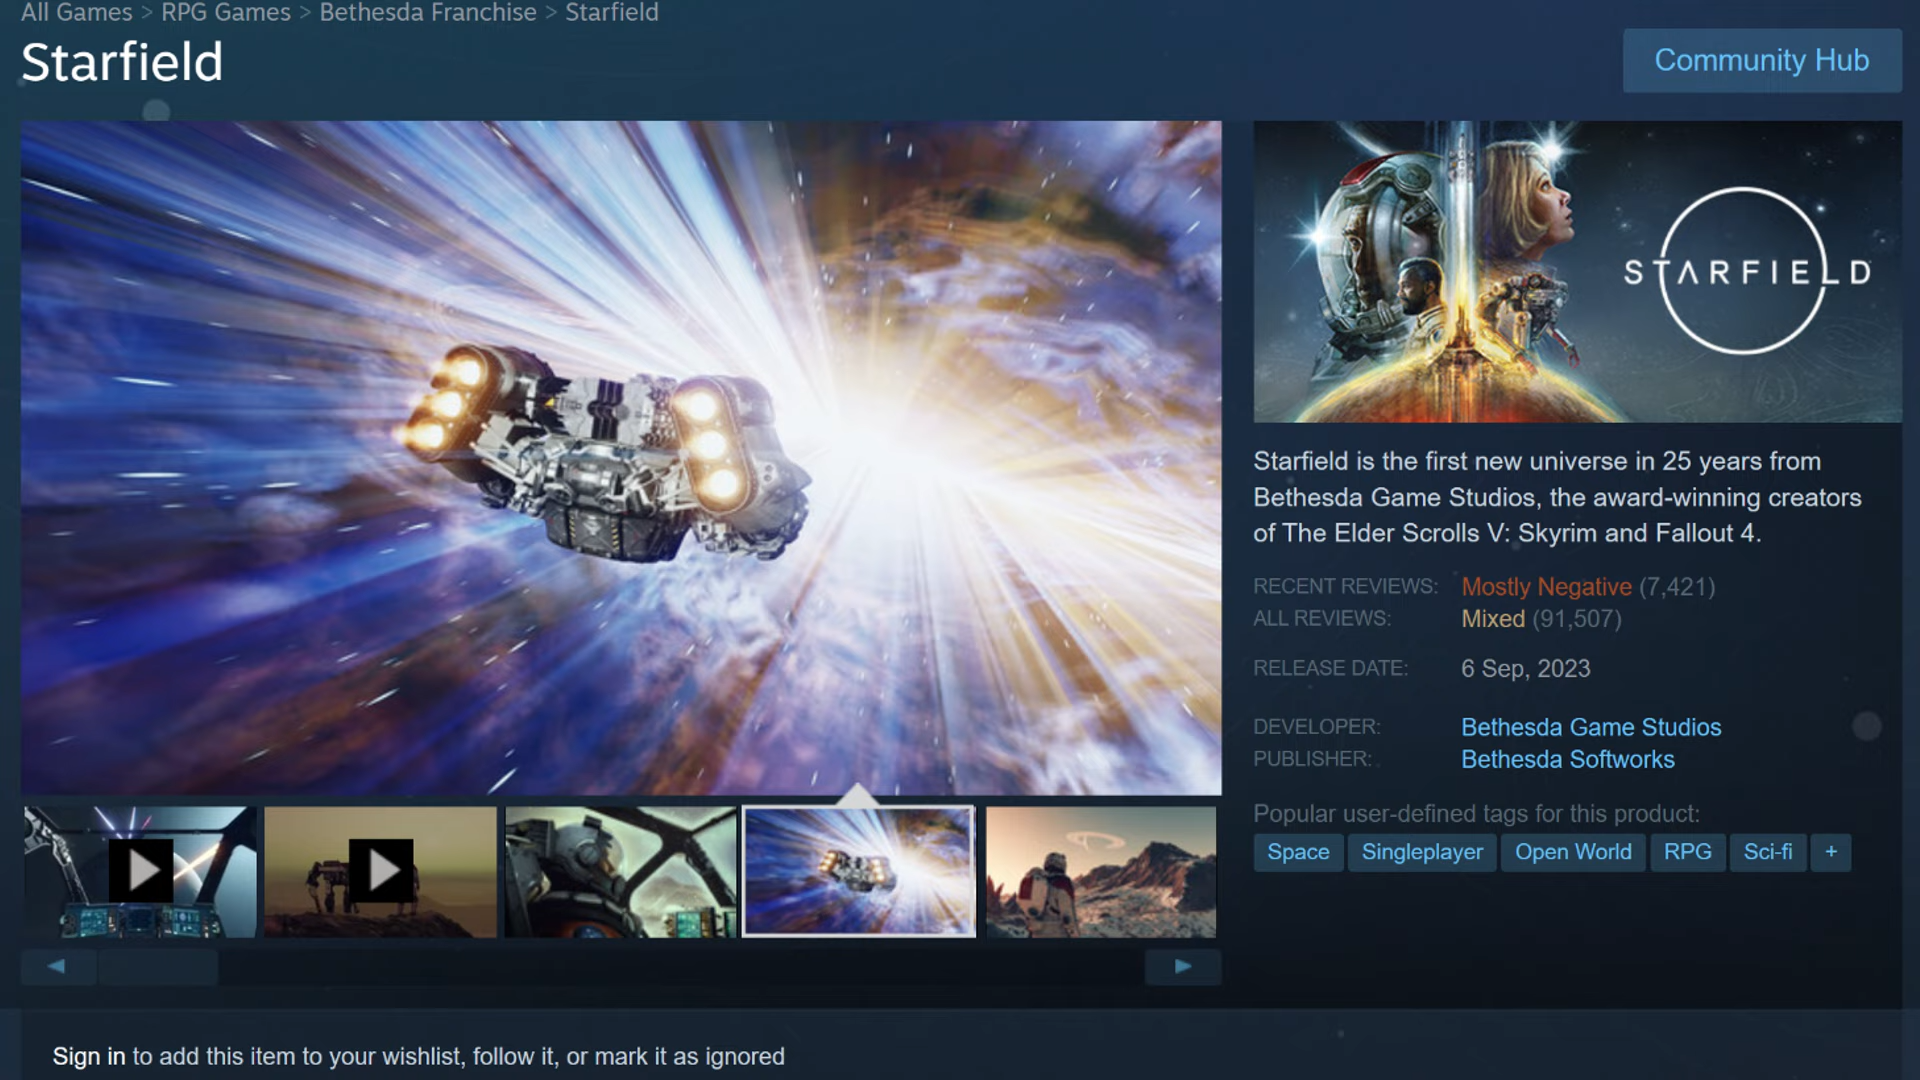 All Games > RPG Games > Bethesda Franchise > Starfield
Starfield
Community Hub
STARFIELD
Starfield is the first new universe in 25 years from
Bethesda Game Studios, the award-winning creators
of The Elder Scrolls V: Skyrim and Fallout 4.
RECENT REVIEWS: Mostly Negative (7,421)
ALL REVIEWS: Mixed (91,507)
RELEASE DATE: 6 Sep, 2023
DEVELOPER: Bethesda Game Studios
PUBLISHER: Bethesda Softworks
Popular user-defined tags for this product:
Space Singleplayer Open World RPG Sci-fi +
Sign in to add this item to your wishlist, follow it, or mark it as ignored